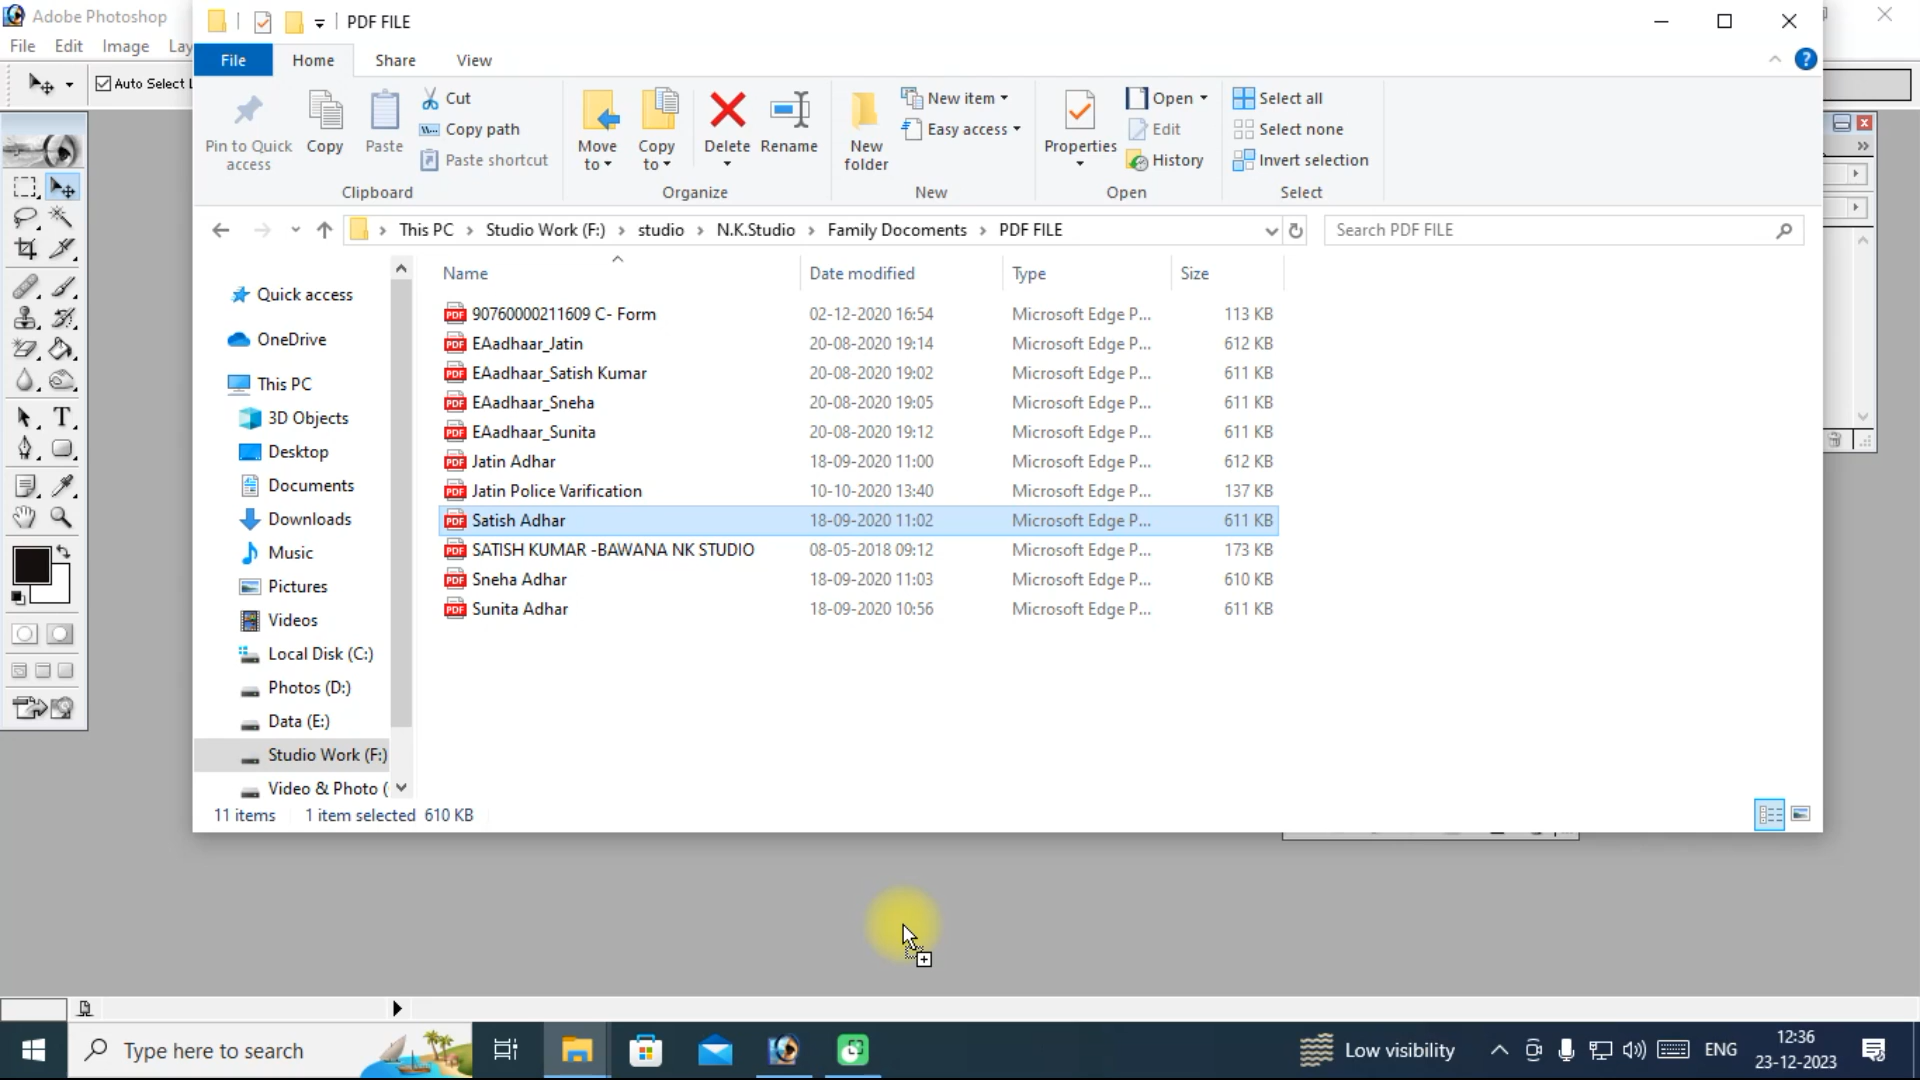 Adobe Photoshop
PDF FILE
File Edit Image Lay
File Home Share View
Auto Select L
Pin to Quick access
Copy
Paste
Cut
Copy path
Paste shortcut
Clipboard
Move to
Copy to
Delete
Rename
Organize
New folder
New item
Easy access
New
Properties
Open
Edit
History
Open
Select all
Select none
Invert selection
Select
This PC Studio Work (F:) studio N.K.Studio Family Docoments PDF FILE
Search PDF FILE
Name Date modified Type Size
90760000211609 C- Form 02-12-2020 16:54 Microsoft Edge P... 113 KB
EAadhaar_Jatin 20-08-2020 19:14 Microsoft Edge P... 612 KB
EAadhaar_Satish Kumar 20-08-2020 19:02 Microsoft Edge P... 611 KB
EAadhaar_Sneha 20-08-2020 19:05 Microsoft Edge P... 611 KB
EAadhaar_Sunita 20-08-2020 19:12 Microsoft Edge P... 611 KB
Jatin Adhar 18-09-2020 11:00 Microsoft Edge P... 612 KB
Jatin Police Varification 10-10-2020 13:40 Microsoft Edge P... 137 KB
Satish Adhar 18-09-2020 11:02 Microsoft Edge P... 611 KB
SATISH KUMAR -BAWANA NK STUDIO 08-05-2018 09:12 Microsoft Edge P... 173 KB
Sneha Adhar 18-09-2020 11:03 Microsoft Edge P... 610 KB
Sunita Adhar 18-09-2020 10:56 Microsoft Edge P... 611 KB
Quick access
OneDrive
This PC
3D Objects
Desktop
Documents
Downloads
Music
Pictures
Videos
Local Disk (C:)
Photos (D:)
Data (E:)
Studio Work (F:)
Video & Photo (
11 items 1 item selected 610 KB
Type here to search
Low visibility
ENG
12:36
23-12-2023